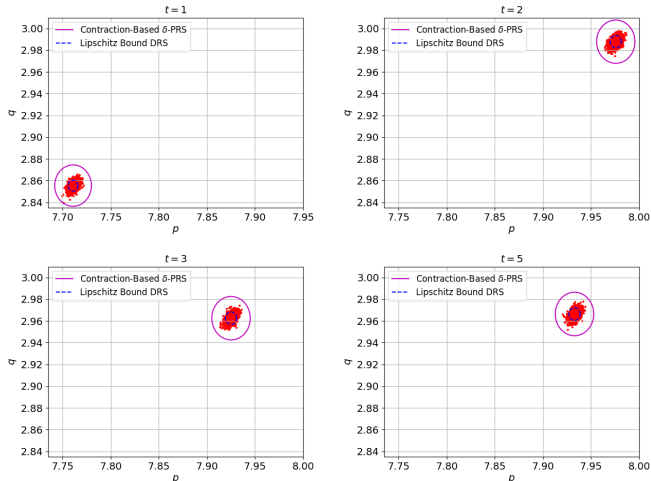 t = 1
3.00
2.98
2.96
2.94
2.92
2.90
2.88
2.86
2.84
q
Contraction-Based δ-PRS
Lipschitz Bound DRS
7.70 7.75 7.80 7.85 7.90 7.95
p
t = 2
3.00
2.98
2.96
2.94
2.92
2.90
2.88
2.86
2.84
q
Contraction-Based δ-PRS
Lipschitz Bound DRS
7.75 7.80 7.85 7.90 7.95 8.00
p
t = 3
3.00
2.98
2.96
2.94
2.92
2.90
2.88
2.86
2.84
q
Contraction-Based δ-PRS
Lipschitz Bound DRS
7.75 7.80 7.85 7.90 7.95 8.00
p
t = 5
3.00
2.98
2.96
2.94
2.92
2.90
2.88
2.86
2.84
q
Contraction-Based δ-PRS
Lipschitz Bound DRS
7.75 7.80 7.85 7.90 7.95 8.00
p